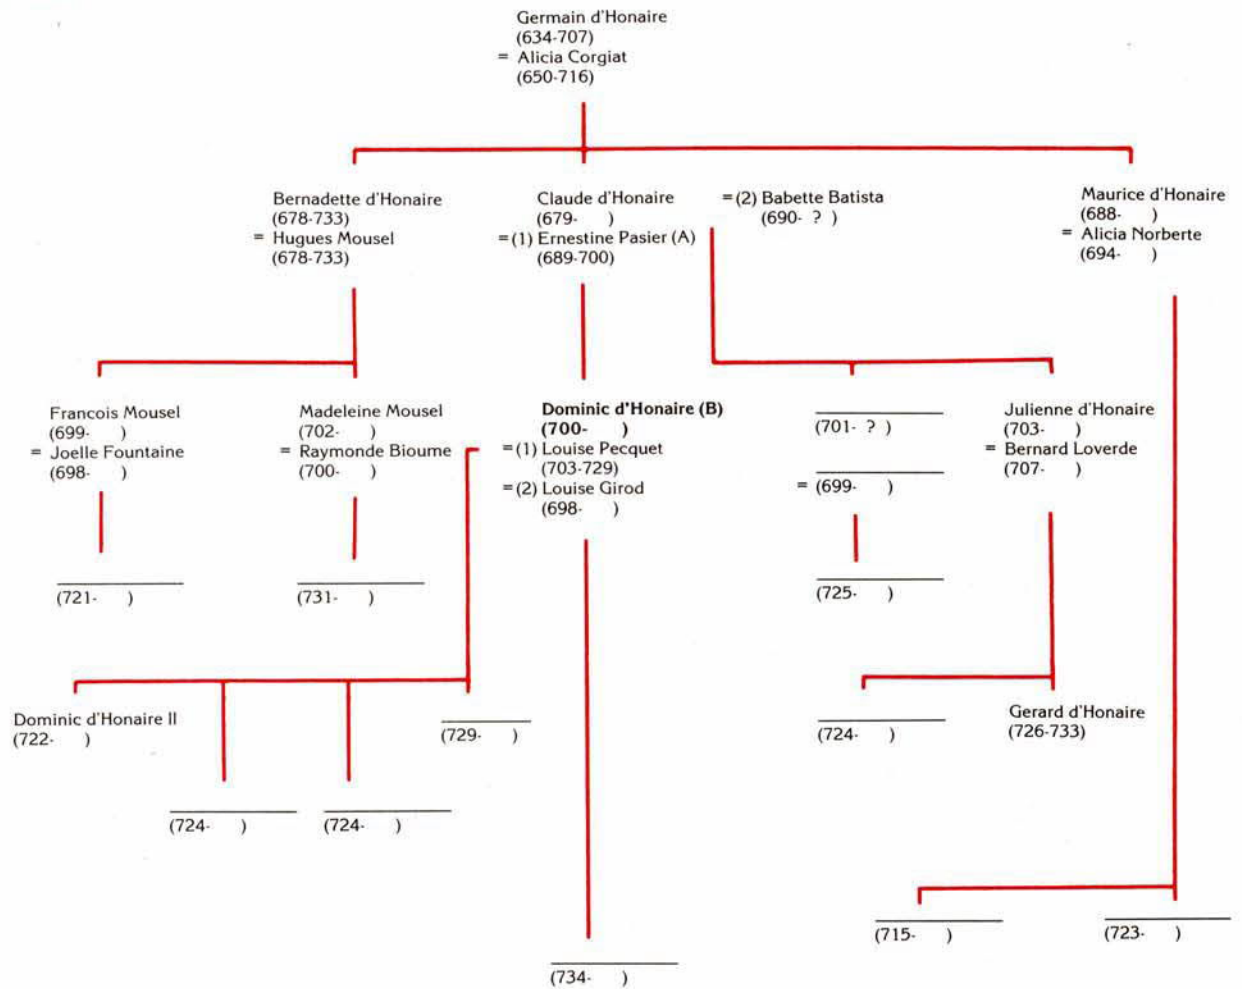 Germain d'Honaire
(634-707)
= Alicia Corgiat
(650-716)
Bernadette d'Honaire
(678-733)
= Hugues Mousel
(678-733)
Claude d'Honaire
(679- )
=(1) Ernestine Pasier (A)
(689-700)
=(2) Babette Batista
(690- ? )
Maurice d'Honaire
(688- )
= Alicia Norberte
(694- )
Francois Mousel
(699- )
= Joelle Fountaine
(698- )
Madeleine Mousel
(702- )
= Raymonde Bioume
(700- )
Dominic d'Honaire (B)
(700- )
=(1) Louise Pecquet
(703-729)
=(2) Louise Girod
(698- )
(701- ? )
= (699- )
Julienne d'Honaire
(703- )
= Bernard Loverde
(707- )
(721- )
(731- )
(725- )
Dominic d'Honaire II
(722- )
(729- )
(724- )
Gerard d'Honaire
(726-733)
(724- )
(724- )
(715- )
(723- )
(734- )